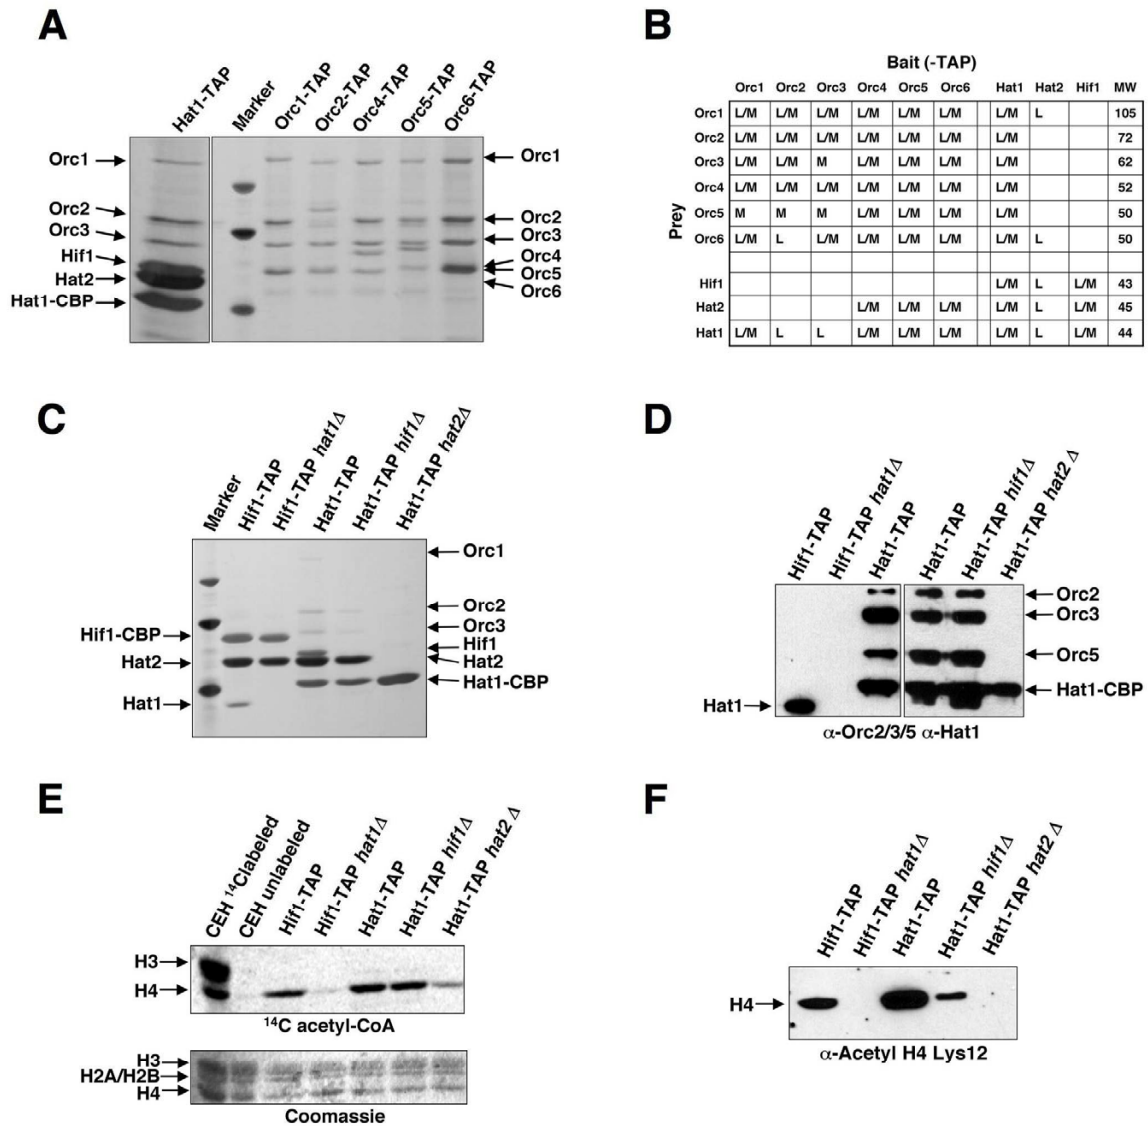 A
Hat1-TAP
Marker
Orc1-TAP
Orc2-TAP
Orc4-TAP
Orc5-TAP
Orc6-TAP
Orc1
Orc2
Orc3
Hif1
Hat2
Hat1-CBP
Orc1
Orc2
Orc3
Orc4
Orc5
Orc6
B
Bait (-TAP)
Orc1 Orc2 Orc3 Orc4 Orc5 Orc6 Hat1 Hat2 Hif1 MW
Prey
Orc1 L/M L/M L/M L/M L/M L/M L/M L 105
Orc2 L/M L/M L/M L/M L/M L/M L/M 72
Orc3 L/M L/M M L/M L/M L/M L/M 62
Orc4 L/M L/M L/M L/M L/M L/M L/M 52
Orc5 M M M L/M L/M L/M L/M 50
Orc6 L/M L L/M L/M L/M L/M L/M L 50
Hif1 L/M L L/M 43
Hat2 L/M L/M L/M L/M L L/M 45
Hat1 L/M L L L/M L/M L/M L/M L L/M 44
C
Marker
Hif1-TAP
Hif1-TAP hat1Δ
Hat1-TAP
Hat1-TAP hif1Δ
Hat1-TAP hat2Δ
Hif1-CBP
Hat2
Hat1
Orc1
Orc2
Orc3
Hif1
Hat2
Hat1-CBP
D
Hif1-TAP
Hif1-TAP hat1Δ
Hat1-TAP
Hat1-TAP
Hat1-TAP hif1Δ
Hat1-TAP hat2 Δ
Hat1
Orc2
Orc3
Orc5
Hat1-CBP
α-Orc2/3/5 α-Hat1
E
CEH ¹⁴Clabeled
CEH unlabeled
Hif1-TAP
Hif1-TAP hat1Δ
Hat1-TAP
Hat1-TAP hif1Δ
Hat1-TAP hat2 Δ
H3
H4
¹⁴C acetyl-CoA
H3
H2A/H2B
H4
Coomassie
F
Hif1-TAP
Hif1-TAP hat1Δ
Hat1-TAP
Hat1-TAP hif1Δ
Hat1-TAP hat2 Δ
H4
α-Acetyl H4 Lys12